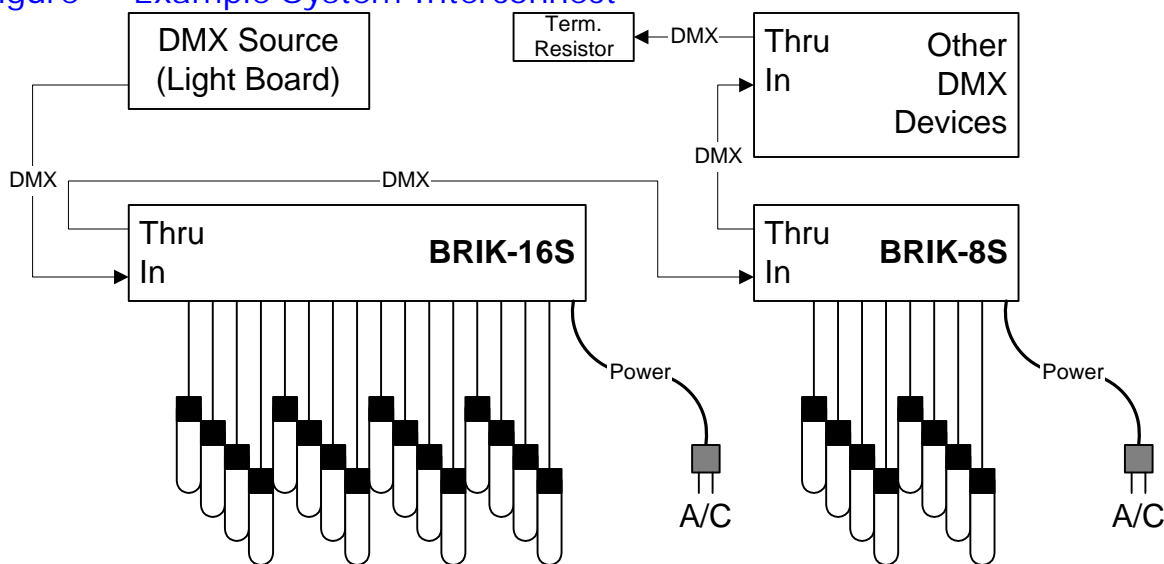 Example System Interconnect
DMX Source
(Light Board)
Term.
Resistor
DMX
Thru
In
Other
DMX
Devices
DMX
DMX
DMX
Thru
In
BRIK-16S
Thru
In
BRIK-8S
Power
Power
A/C
A/C